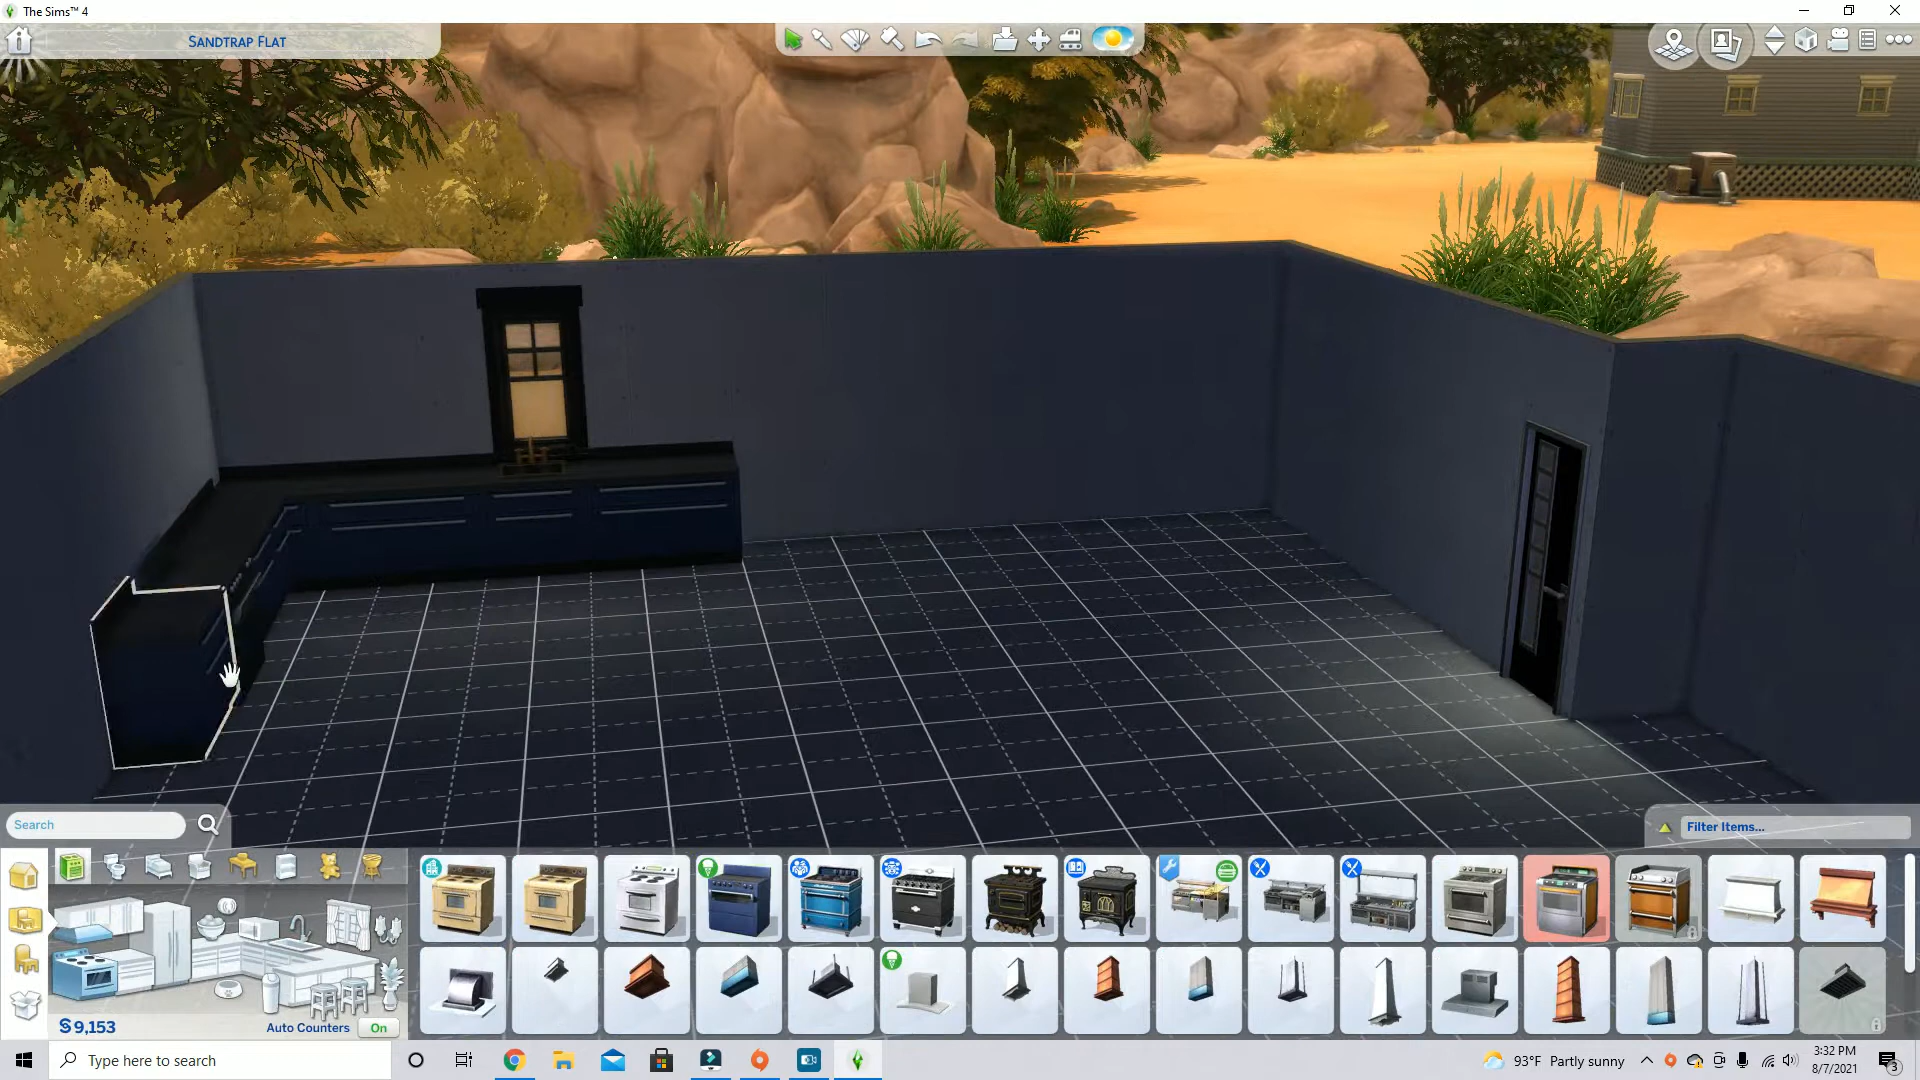 The Sims™ 4
SANDTRAP FLAT
Search
Filter Items...
§9,153
Auto Counters
On
Type here to search
93°F Partly sunny
3:32 PM
8/7/2021
3